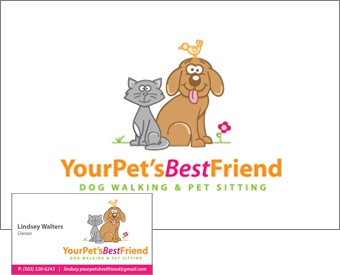 YourPet'sBestFriend
DOG WALKING & PET SITTING
Lindsey Walters
Owner
YourPet'sBestFriend
DOG WALKING & PET SITTING
P: (503) 320-6243 | lindsey.yourpetsbestfriend@gmail.com